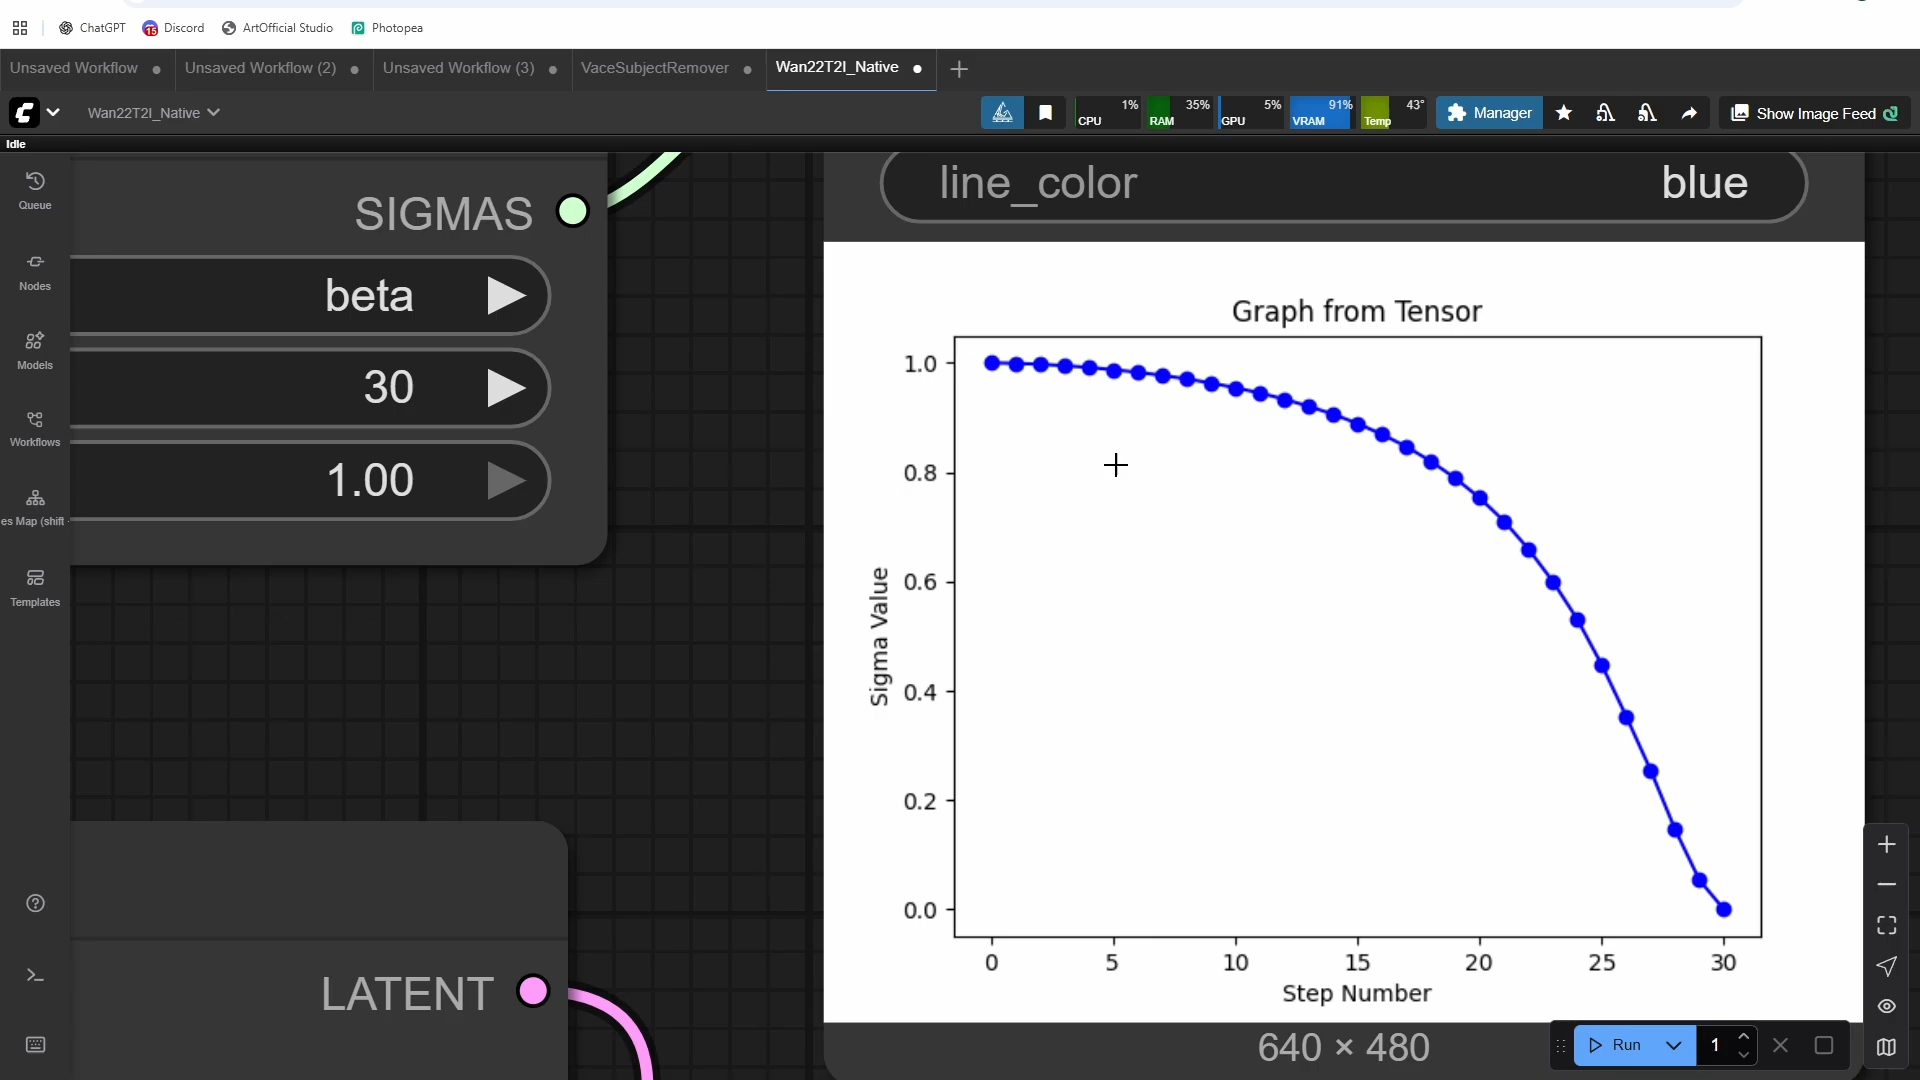 ChatGPT 15 Discord ArtOfficial Studio Photopea
Unsaved Workflow Unsaved Workflow (2) Unsaved Workflow (3) VaceSubjectRemover Wan22T2I_Native
Wan22T2I_Native CPU 1% RAM 35% GPU 5% VRAM 91% Temp 43° Manager Show Image Feed
Idle
Queue
Nodes
Models
Workflows
es Map (shift
Templates
SIGMAS
beta
30
1.00
LATENT
line_color blue
Graph from Tensor
1.0
0.8
0.6
0.4
0.2
0.0
Sigma Value
0 5 10 15 20 25 30
Step Number
640 × 480
Run 1